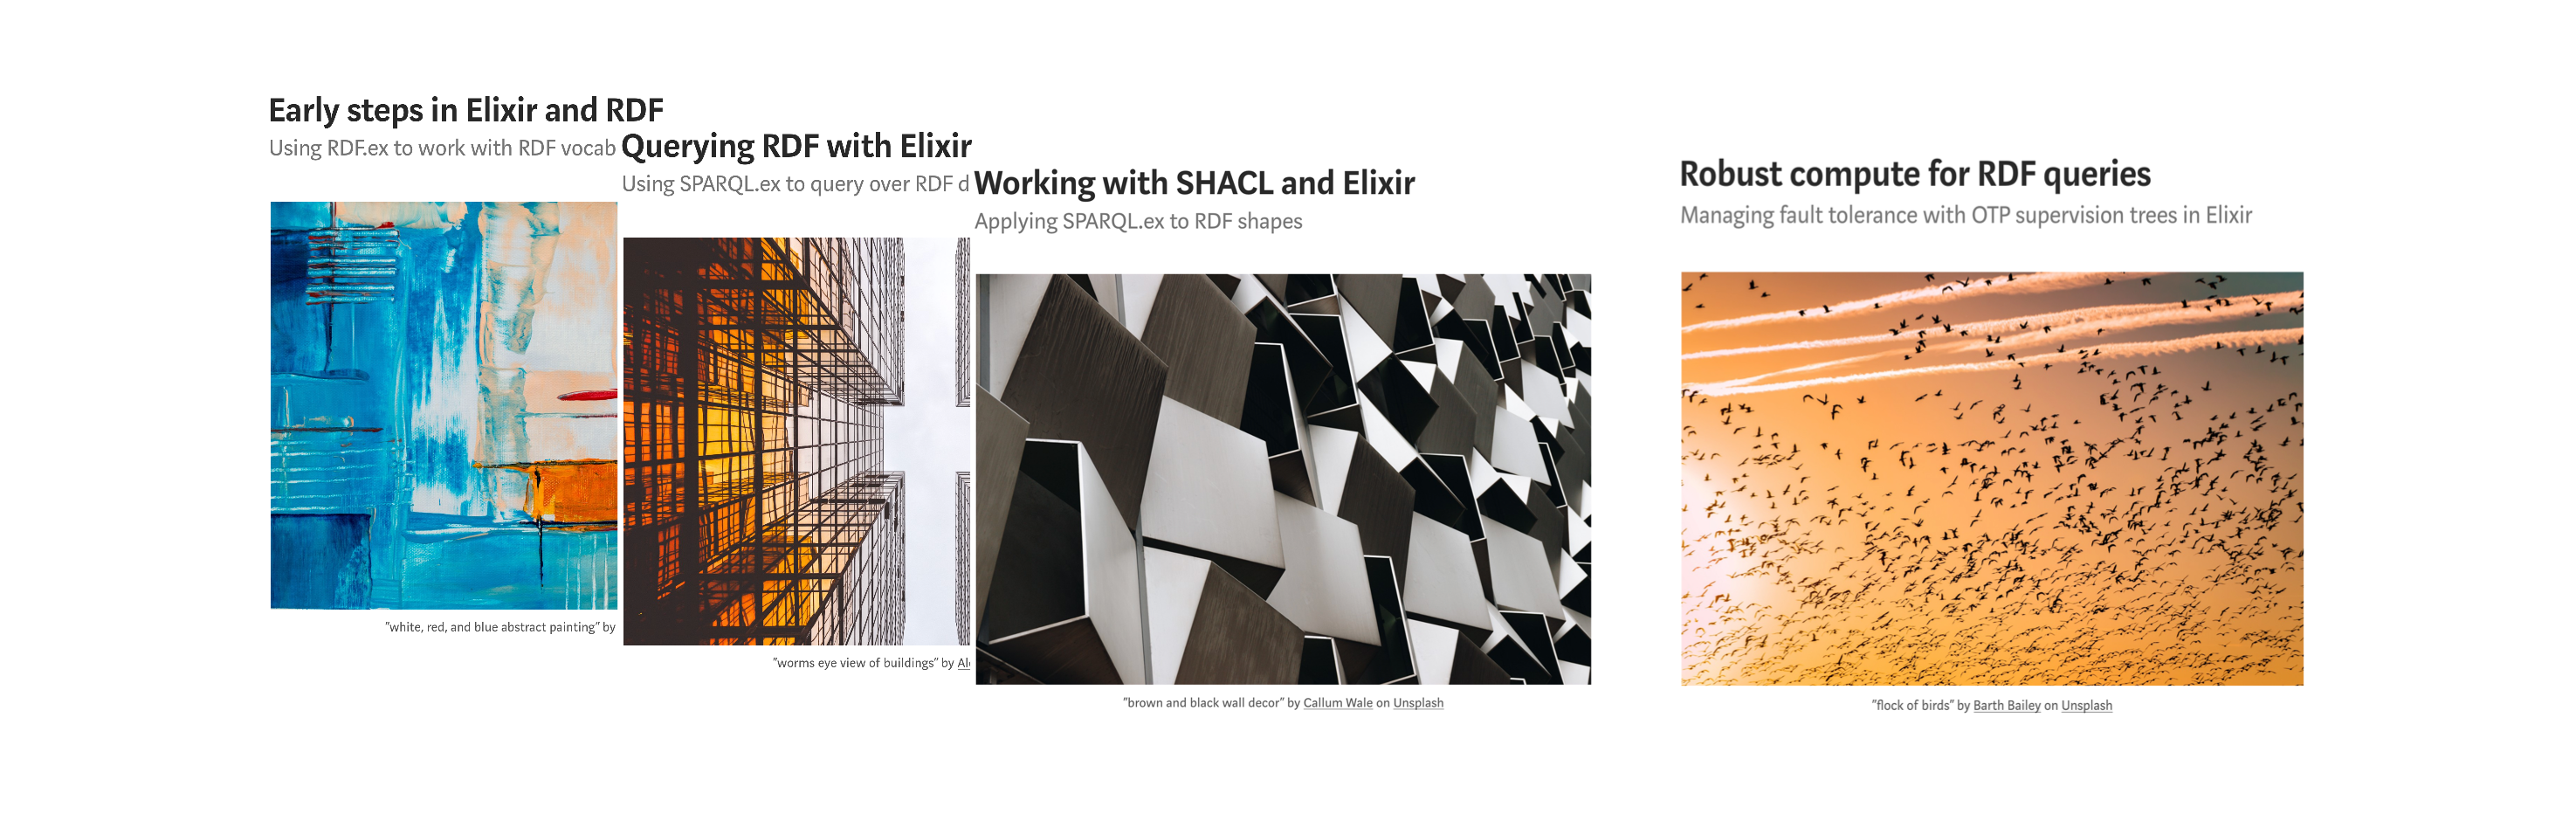 Early steps in Elixir and RDF
Using RDF.ex to work with RDF vocab
"white, red, and blue abstract painting" by
Querying RDF with Elixir
Using SPARQL.ex to query over RDF d
"worms eye view of buildings" by Al
Working with SHACL and Elixir
Applying SPARQL.ex to RDF shapes
"brown and black wall decor" by Callum Wale on Unsplash
Robust compute for RDF queries
Managing fault tolerance with OTP supervision trees in Elixir
"flock of birds" by Barth Bailey on Unsplash